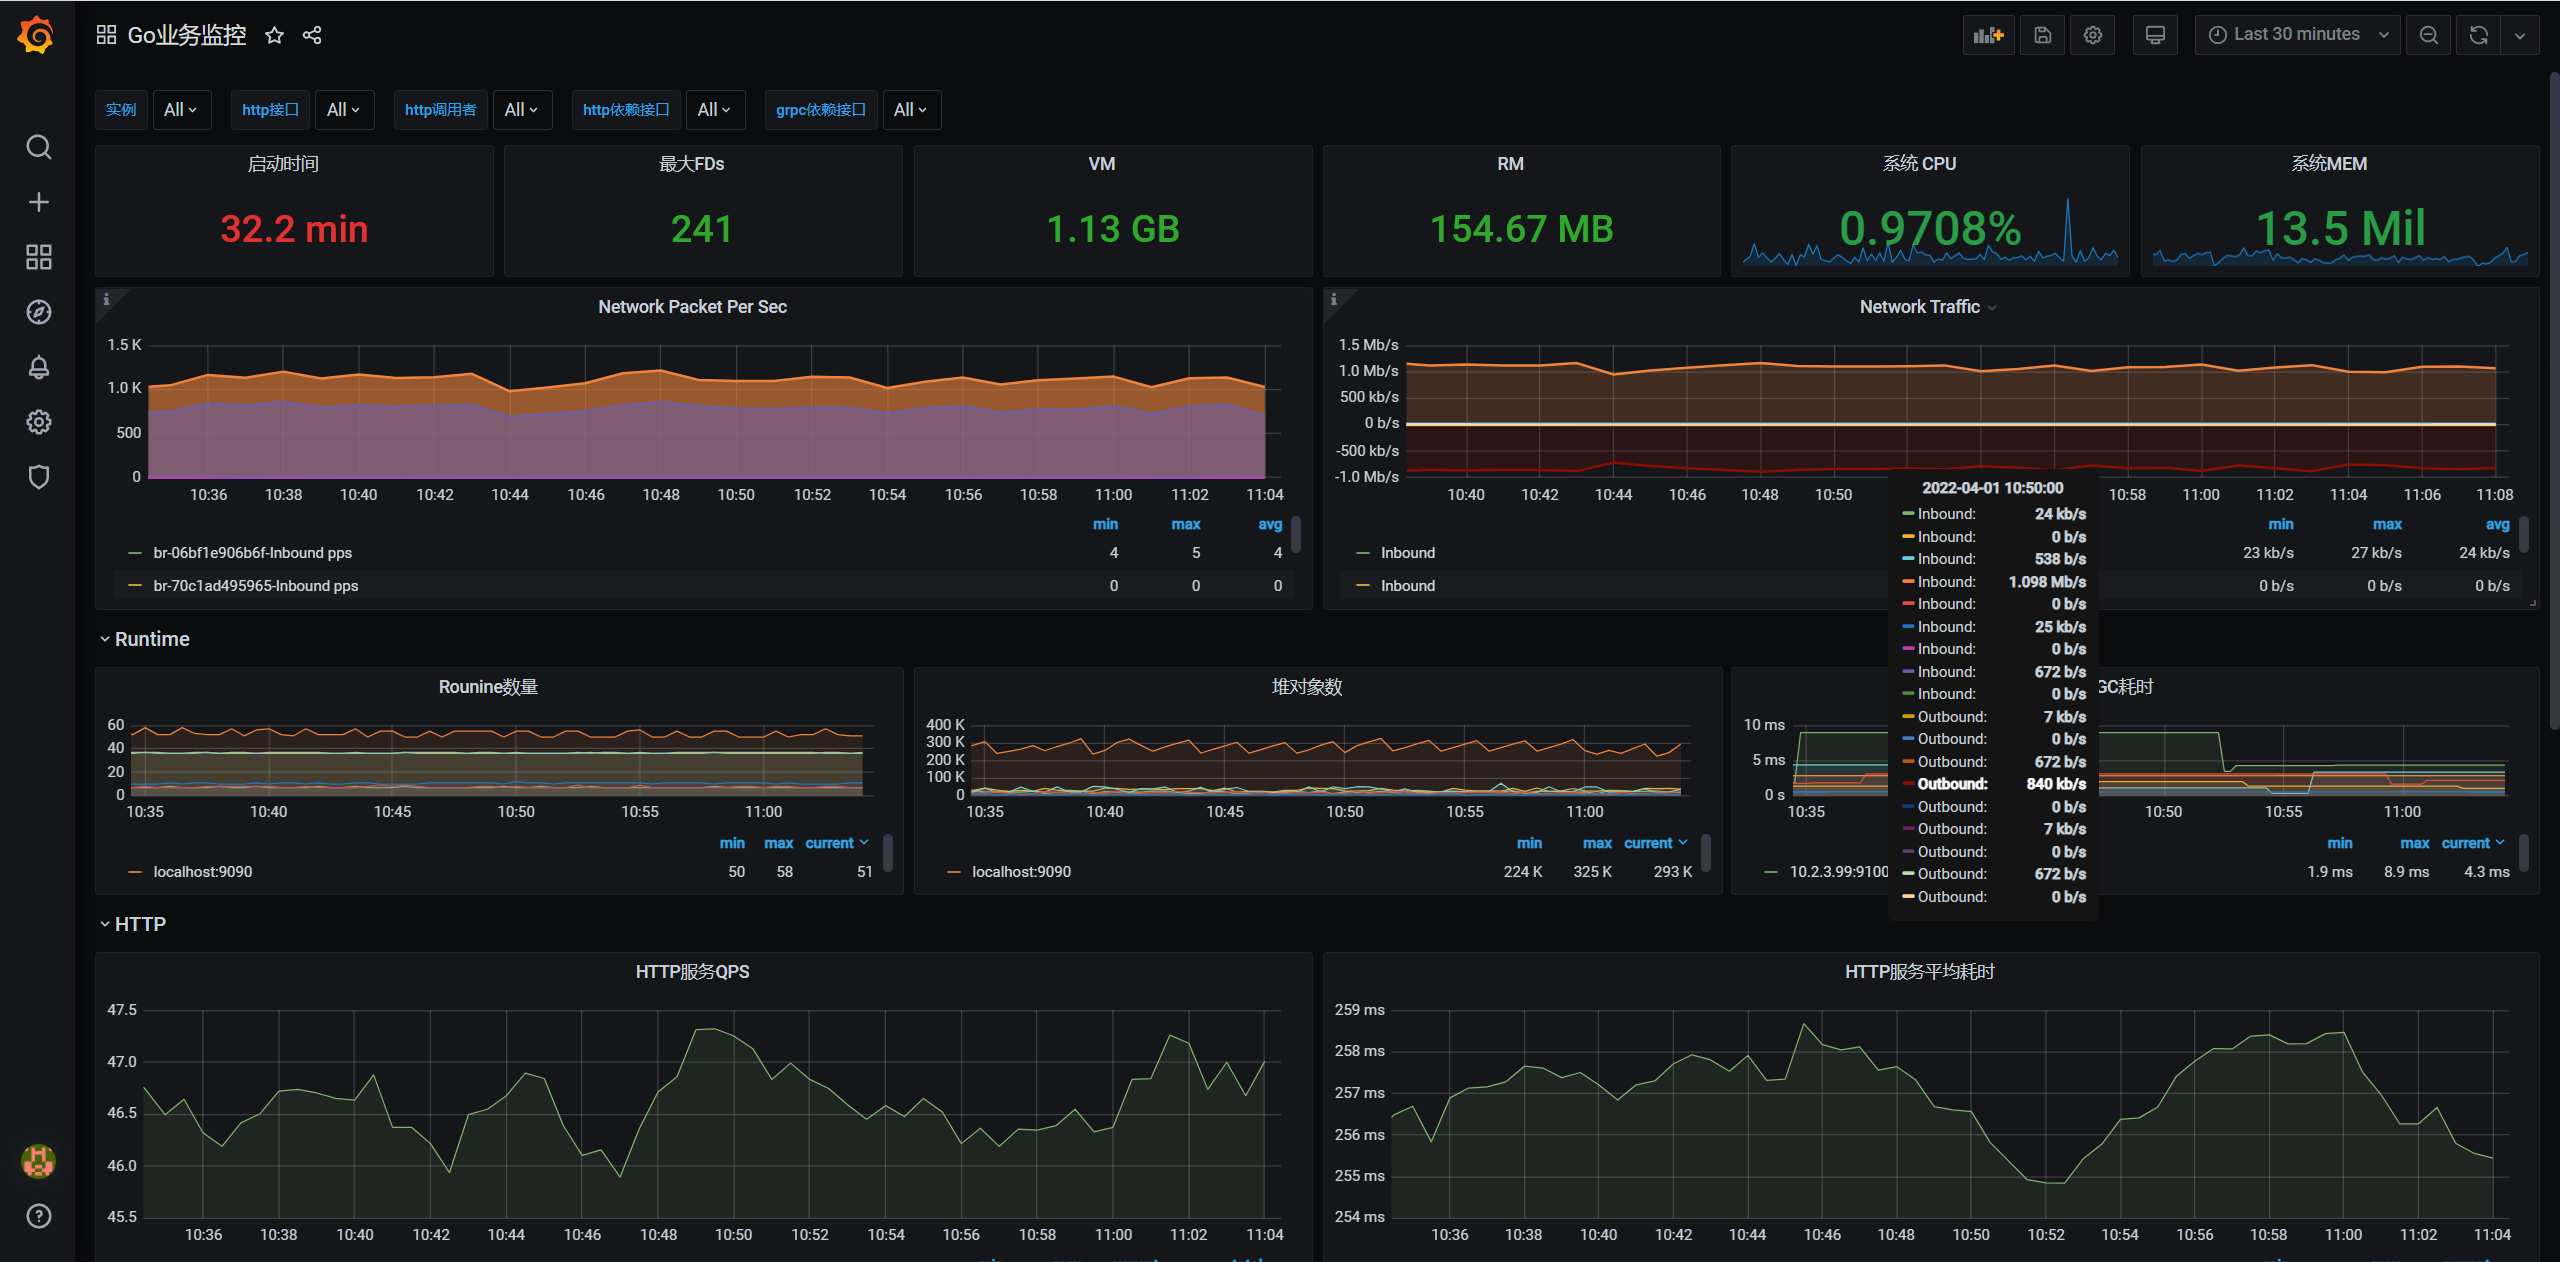 Go业务监控
Last 30 minutes
实例 All http接口 All http调用者 All http依赖接口 All grpc依赖接口 All
启动时间
32.2 min
最大FDs
241
VM
1.13 GB
RM
154.67 MB
系统 CPU
0.9708%
系统MEM
13.5 Mil
Network Packet Per Sec
1.5 K
1.0 K
500
0
10:36 10:38 10:40 10:42 10:44 10:46 10:48 10:50 10:52 10:54 10:56 10:58 11:00 11:02 11:04
min max avg
br-06bf1e906b6f-Inbound pps 4 5 4
br-70c1ad495965-Inbound pps 0 0 0
Network Traffic
1.5 Mb/s
1.0 Mb/s
500 kb/s
0 b/s
-500 kb/s
-1.0 Mb/s
10:40 10:42 10:44 10:46 10:48 10:50 10:58 11:00 11:02 11:04 11:06 11:08
min max avg
Inbound 23 kb/s 27 kb/s 24 kb/s
Inbound 0 b/s 0 b/s 0 b/s
2022-04-01 10:50:00
Inbound: 24 kb/s
Inbound: 0 b/s
Inbound: 538 b/s
Inbound: 1.098 Mb/s
Inbound: 0 b/s
Inbound: 25 kb/s
Inbound: 0 b/s
Inbound: 672 b/s
Inbound: 0 b/s
Outbound: 7 kb/s
Outbound: 0 b/s
Outbound: 672 b/s
Outbound: 840 kb/s
Outbound: 0 b/s
Outbound: 7 kb/s
Outbound: 0 b/s
Outbound: 672 b/s
Outbound: 0 b/s
Runtime
Rounine数量
60
40
20
0
10:35 10:40 10:45 10:50 10:55 11:00
min max current
localhost:9090 50 58 51
堆对象数
400 K
300 K
200 K
100 K
0
10:35 10:40 10:45 10:50 10:55 11:00
min max current
localhost:9090 224 K 325 K 293 K
GC耗时
10 ms
5 ms
0 s
10:35 10:50 10:55 11:00
min max current
10.2.3.99:9100 1.9 ms 8.9 ms 4.3 ms
HTTP
HTTP服务QPS
47.5
47.0
46.5
46.0
45.5
10:36 10:38 10:40 10:42 10:44 10:46 10:48 10:50 10:52 10:54 10:56 10:58 11:00 11:02 11:04
HTTP服务平均耗时
259 ms
258 ms
257 ms
256 ms
255 ms
254 ms
10:36 10:38 10:40 10:42 10:44 10:46 10:48 10:50 10:52 10:54 10:56 10:58 11:00 11:02 11:04